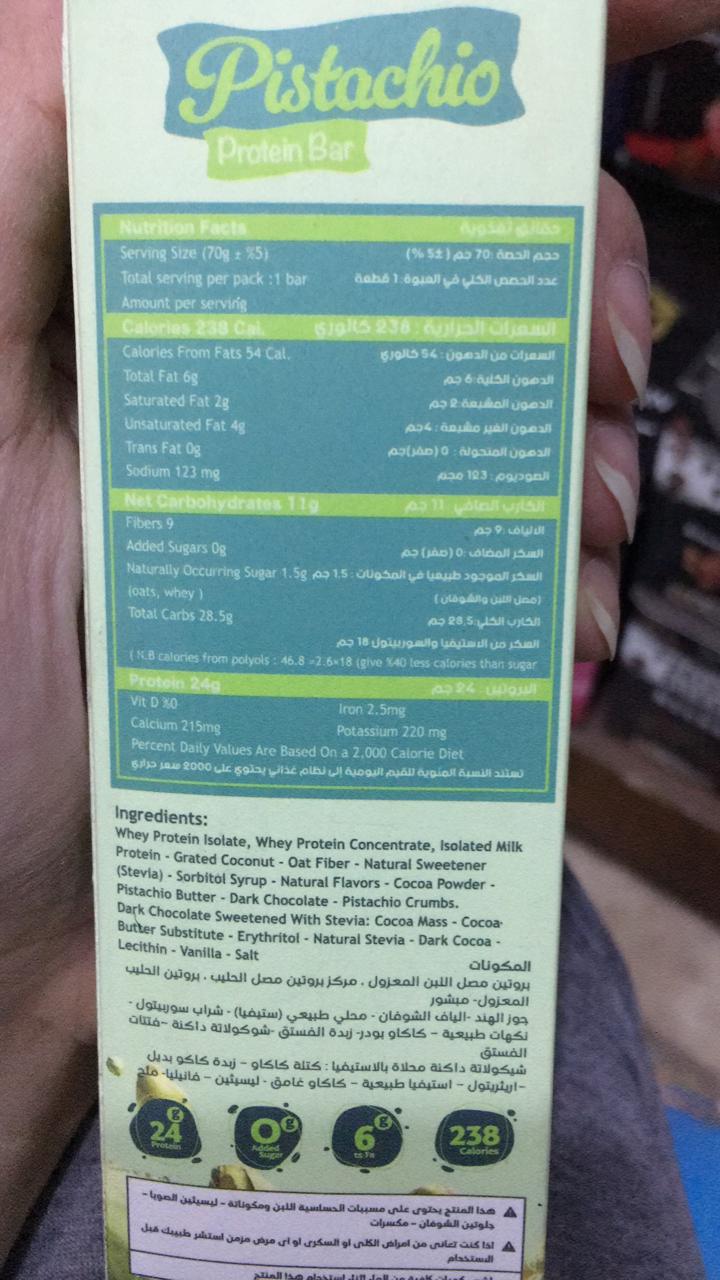 Pistachio
Protein Bar
Nutrition Facts حقائق تغذوية
Serving Size (70g ± %5) حجم الحصة: 70 جم (±5 %)
Total serving per pack :1 bar عدد الحصص الكلي في العبوة: 1 قطعة
Amount per serving
Calories 238 Cal. السعرات الحرارية : 238 كالوري
Calories From Fats 54 Cal. السعرات من الدهون : 54 كالوري
Total Fat 6g الدهون الكلية: 6 جم
Saturated Fat 2g الدهون المشبعة: 2 جم
Unsaturated Fat 4g الدهون الغير مشبعة : 4جم
Trans Fat 0g الدهون المتحولة : 0 (صفر)جم
Sodium 123 mg الصوديوم : 123 مجم
Net Carbohydrates 11g الكارب الصافي 11 جم
Fibers 9 الالياف: 9 جم
Added Sugars 0g السكر المضاف: 0 (صفر) جم
Naturally Occurring Sugar 1.5g السكر الموجود طبيعيا في المكونات : 1.5 جم
(oats, whey ) (مصل اللبن والشوفان )
Total Carbs 28.5g الكارب الكلي: 28,5 جم
السكر من الاستيفيا والسوربيتول 18 جم
( N.B calories from polyols : 46.8 =2.6×18 (give %40 less calories than sugar
Protein 24g البروتين 24 جم
Vit D %0 Iron 2.5mg
Calcium 215mg Potassium 220 mg
Percent Daily Values Are Based On a 2,000 Calorie Diet
تستند النسبة المئوية للقيم اليومية إلى نظام غذائي يحتوي على 2000 سعر حراري
Ingredients:
Whey Protein Isolate, Whey Protein Concentrate, Isolated Milk
Protein - Grated Coconut - Oat Fiber - Natural Sweetener
(Stevia) - Sorbitol Syrup - Natural Flavors - Cocoa Powder -
Pistachio Butter - Dark Chocolate - Pistachio Crumbs.
Dark Chocolate Sweetened With Stevia: Cocoa Mass - Cocoa
Butter Substitute - Erythritol - Natural Stevia - Dark Cocoa -
Lecithin - Vanilla - Salt
المكونات
بروتين مصل اللبن المعزول ، مركز بروتين مصل الحليب ، بروتين الحليب
المعزول- مبشور
جوز الهند -الياف الشوفان - محلي طبيعي (ستيفيا) - شراب سوربيتول -
نكهات طبيعية – كاكاو بودر- زبدة الفستق -شوكولاتة داكنة –فتتات
الفستق
شيكولاتة داكنة محلاة بالاستيفيا : كتلة كاكاو – زبدة كاكاو بديل
-اريثريتول - استيفيا طبيعية – كاكاو غامق - ليسيثين – فانيليا- ملح
24 g Protein
0 g Added Sugar
6 g
238 Calories
هذا المنتج يحتوى على مسببات الحساسية اللبن ومكوناتة – ليسيثين الصويا -
جلوتين الشوفان – مكسرات
اذا كنت تعانى من امراض الكلى او السكرى او اى مرض مزمن استشر طبيبك قبل
الاستخدام